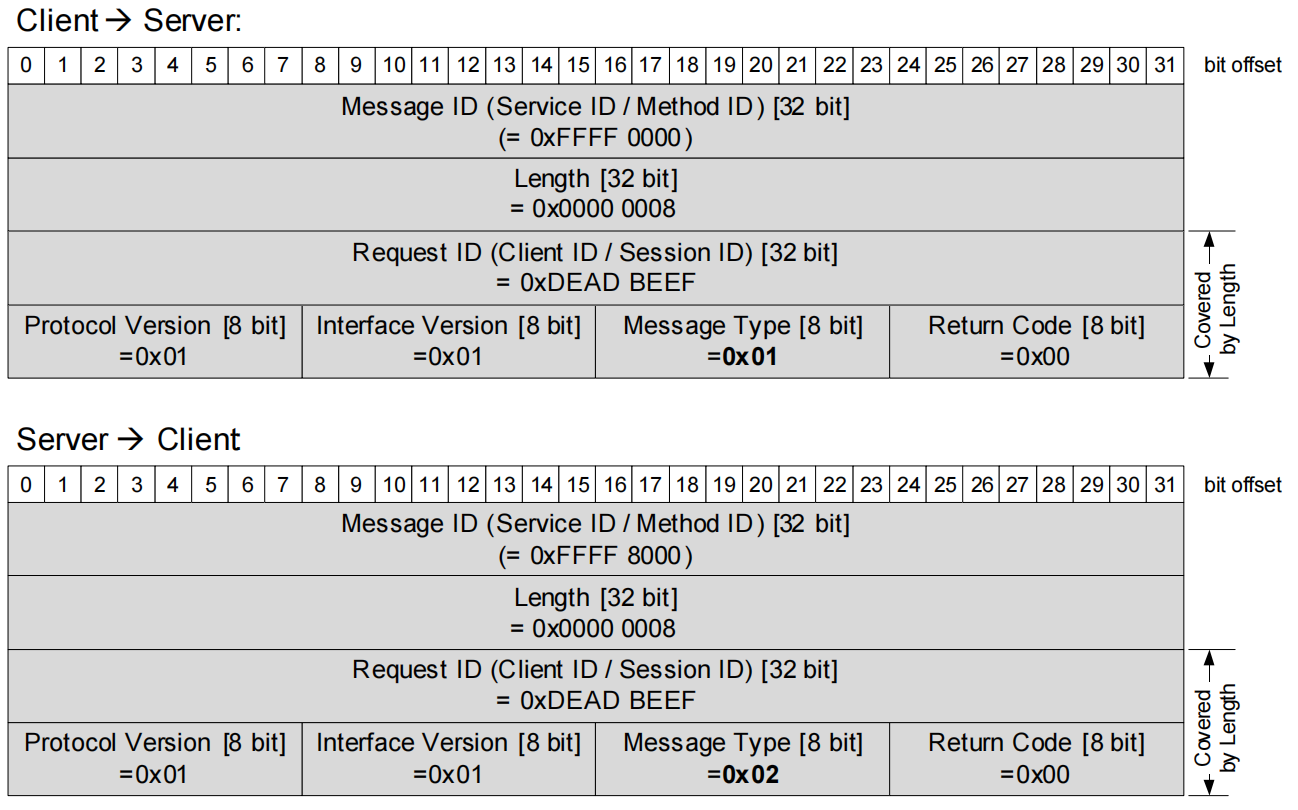 Client → Server:
0 1 2 3 4 5 6 7 8 9 10 11 12 13 14 15 16 17 18 19 20 21 22 23 24 25 26 27 28 29 30 31 bit offset
Message ID (Service ID / Method ID) [32 bit]
(= 0xFFFF 0000)
Length [32 bit]
= 0x0000 0008
Request ID (Client ID / Session ID) [32 bit]
= 0xDEAD BEEF
Protocol Version [8 bit] Interface Version [8 bit] Message Type [8 bit] Return Code [8 bit]
=0x01 =0x01 =0x01 =0x00
Covered
by Length
Server → Client
0 1 2 3 4 5 6 7 8 9 10 11 12 13 14 15 16 17 18 19 20 21 22 23 24 25 26 27 28 29 30 31 bit offset
Message ID (Service ID / Method ID) [32 bit]
(= 0xFFFF 8000)
Length [32 bit]
= 0x0000 0008
Request ID (Client ID / Session ID) [32 bit]
= 0xDEAD BEEF
Protocol Version [8 bit] Interface Version [8 bit] Message Type [8 bit] Return Code [8 bit]
=0x01 =0x01 =0x02 =0x00
Covered
by Length